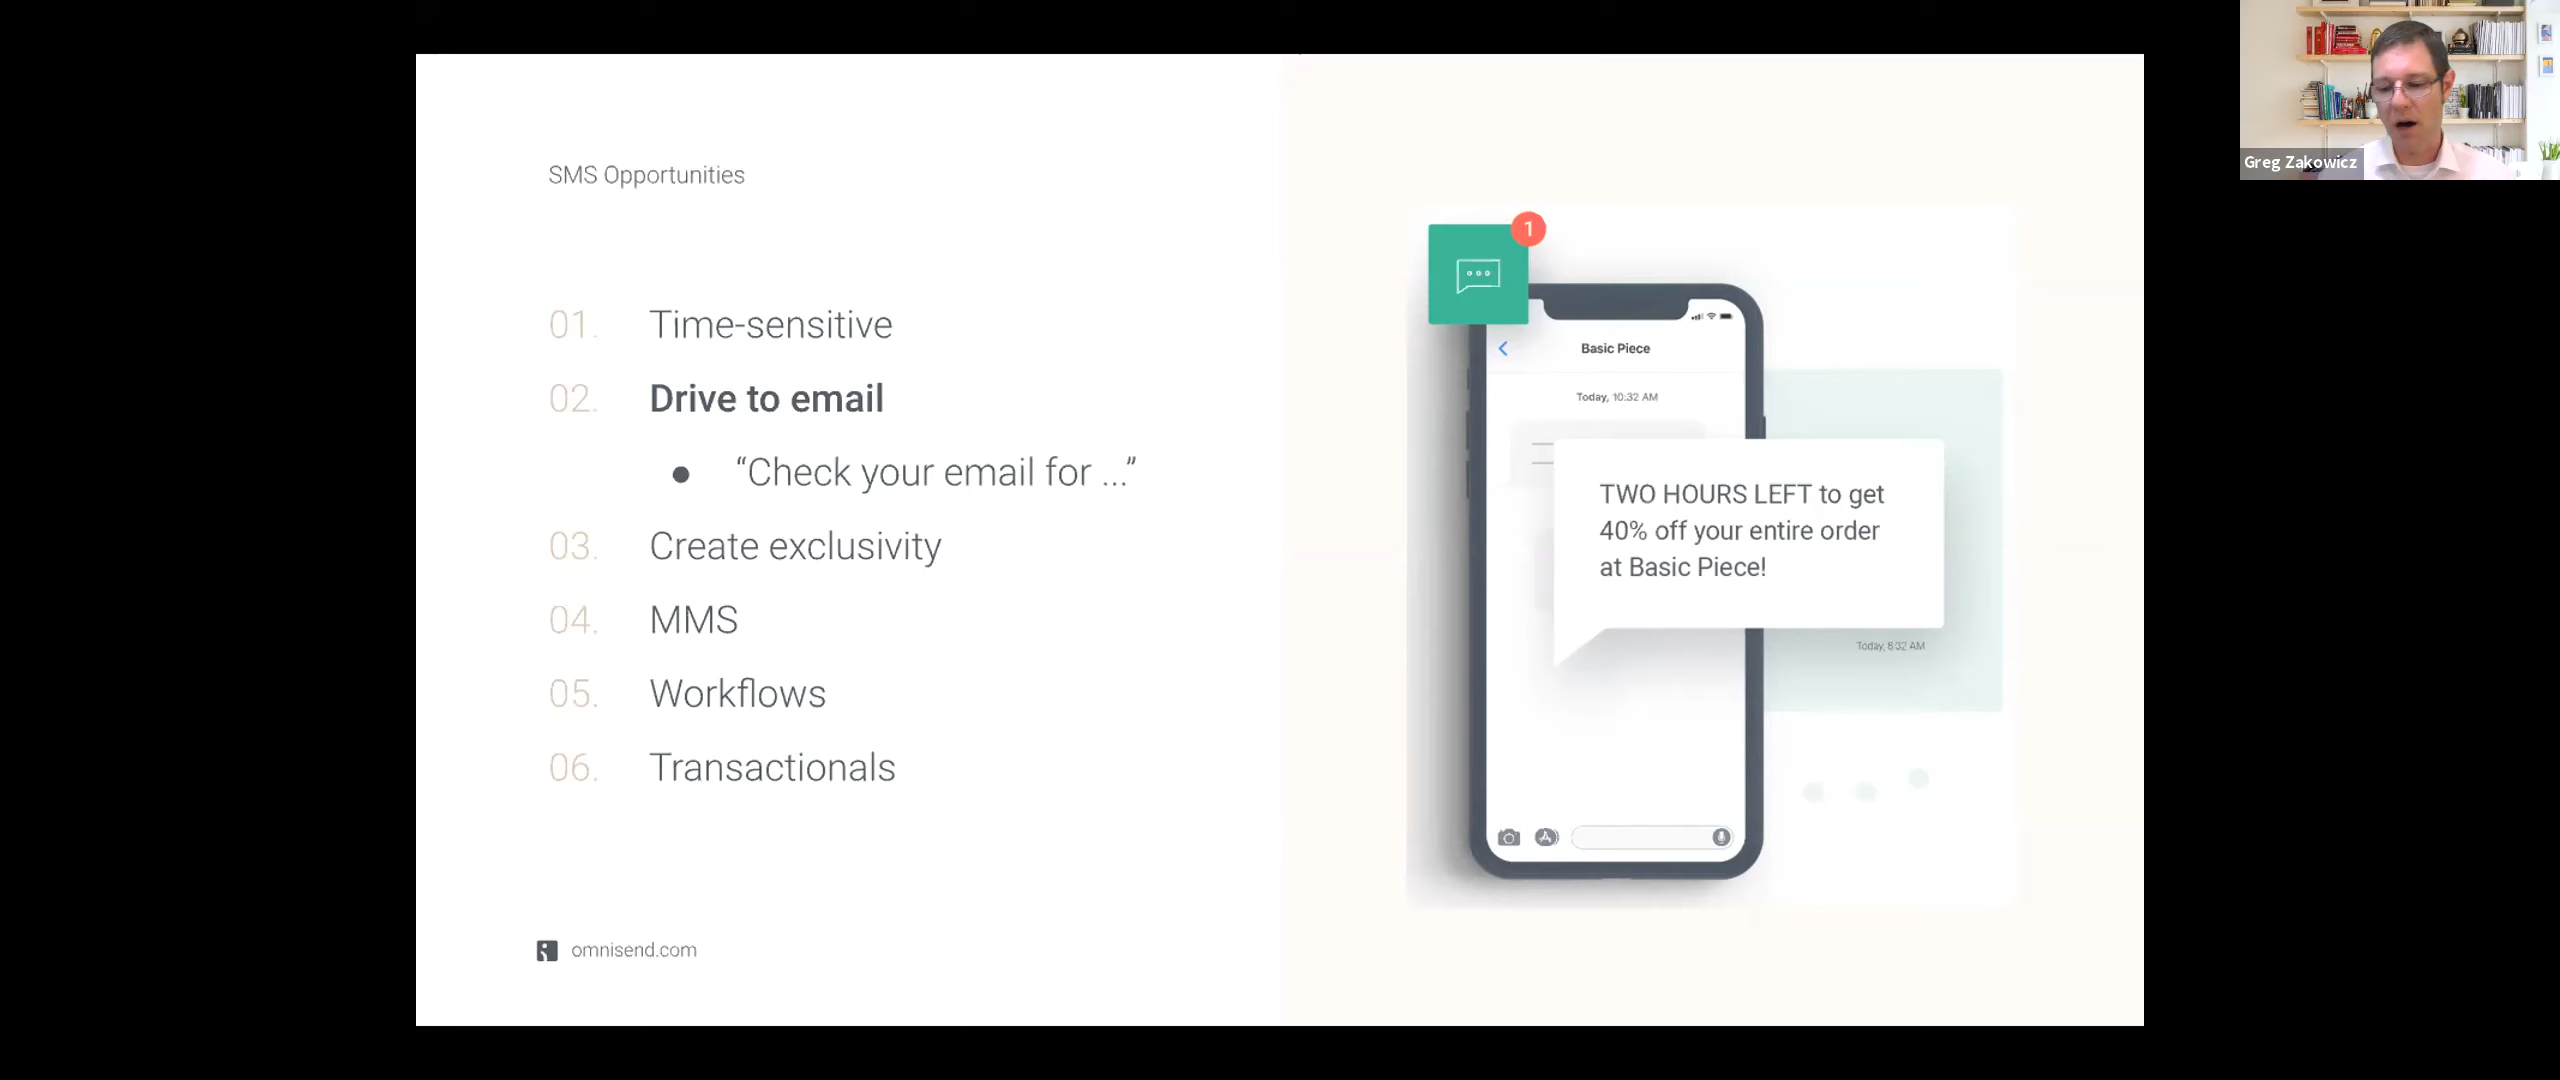 SMS Opportunities
01. Time-sensitive
02. Drive to email
● “Check your email for ...”
03. Create exclusivity
04. MMS
05. Workflows
06. Transactionals
omnisend.com
1
Basic Piece
Today, 10:32 AM
TWO HOURS LEFT to get
40% off your entire order
at Basic Piece!
Today, 8:32 AM
Greg Zakowicz